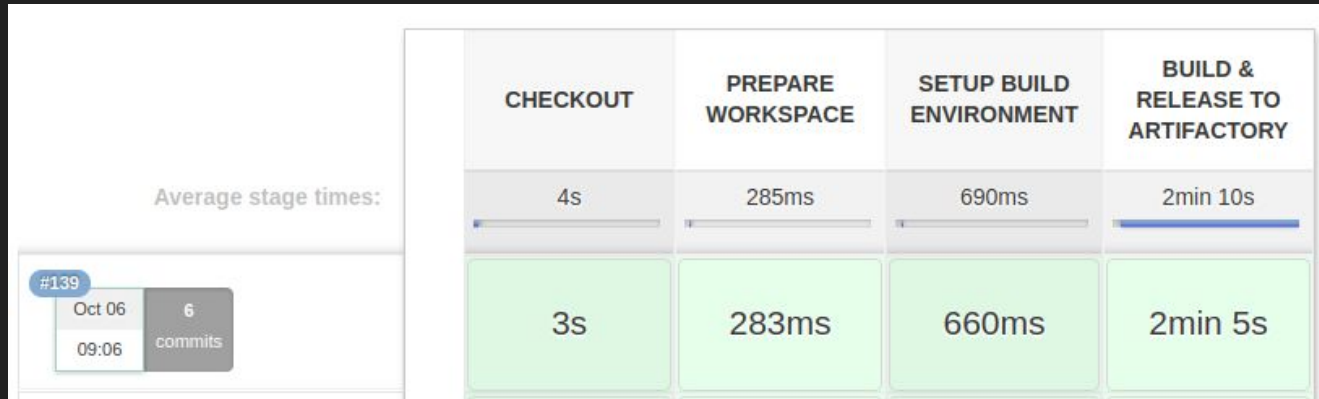 CHECKOUT
PREPARE
WORKSPACE
SETUP BUILD
ENVIRONMENT
BUILD &
RELEASE TO
ARTIFACTORY
Average stage times:
4s
285ms
690ms
2min 10s
#139
Oct 06
09:06
6
commits
3s
283ms
660ms
2min 5s